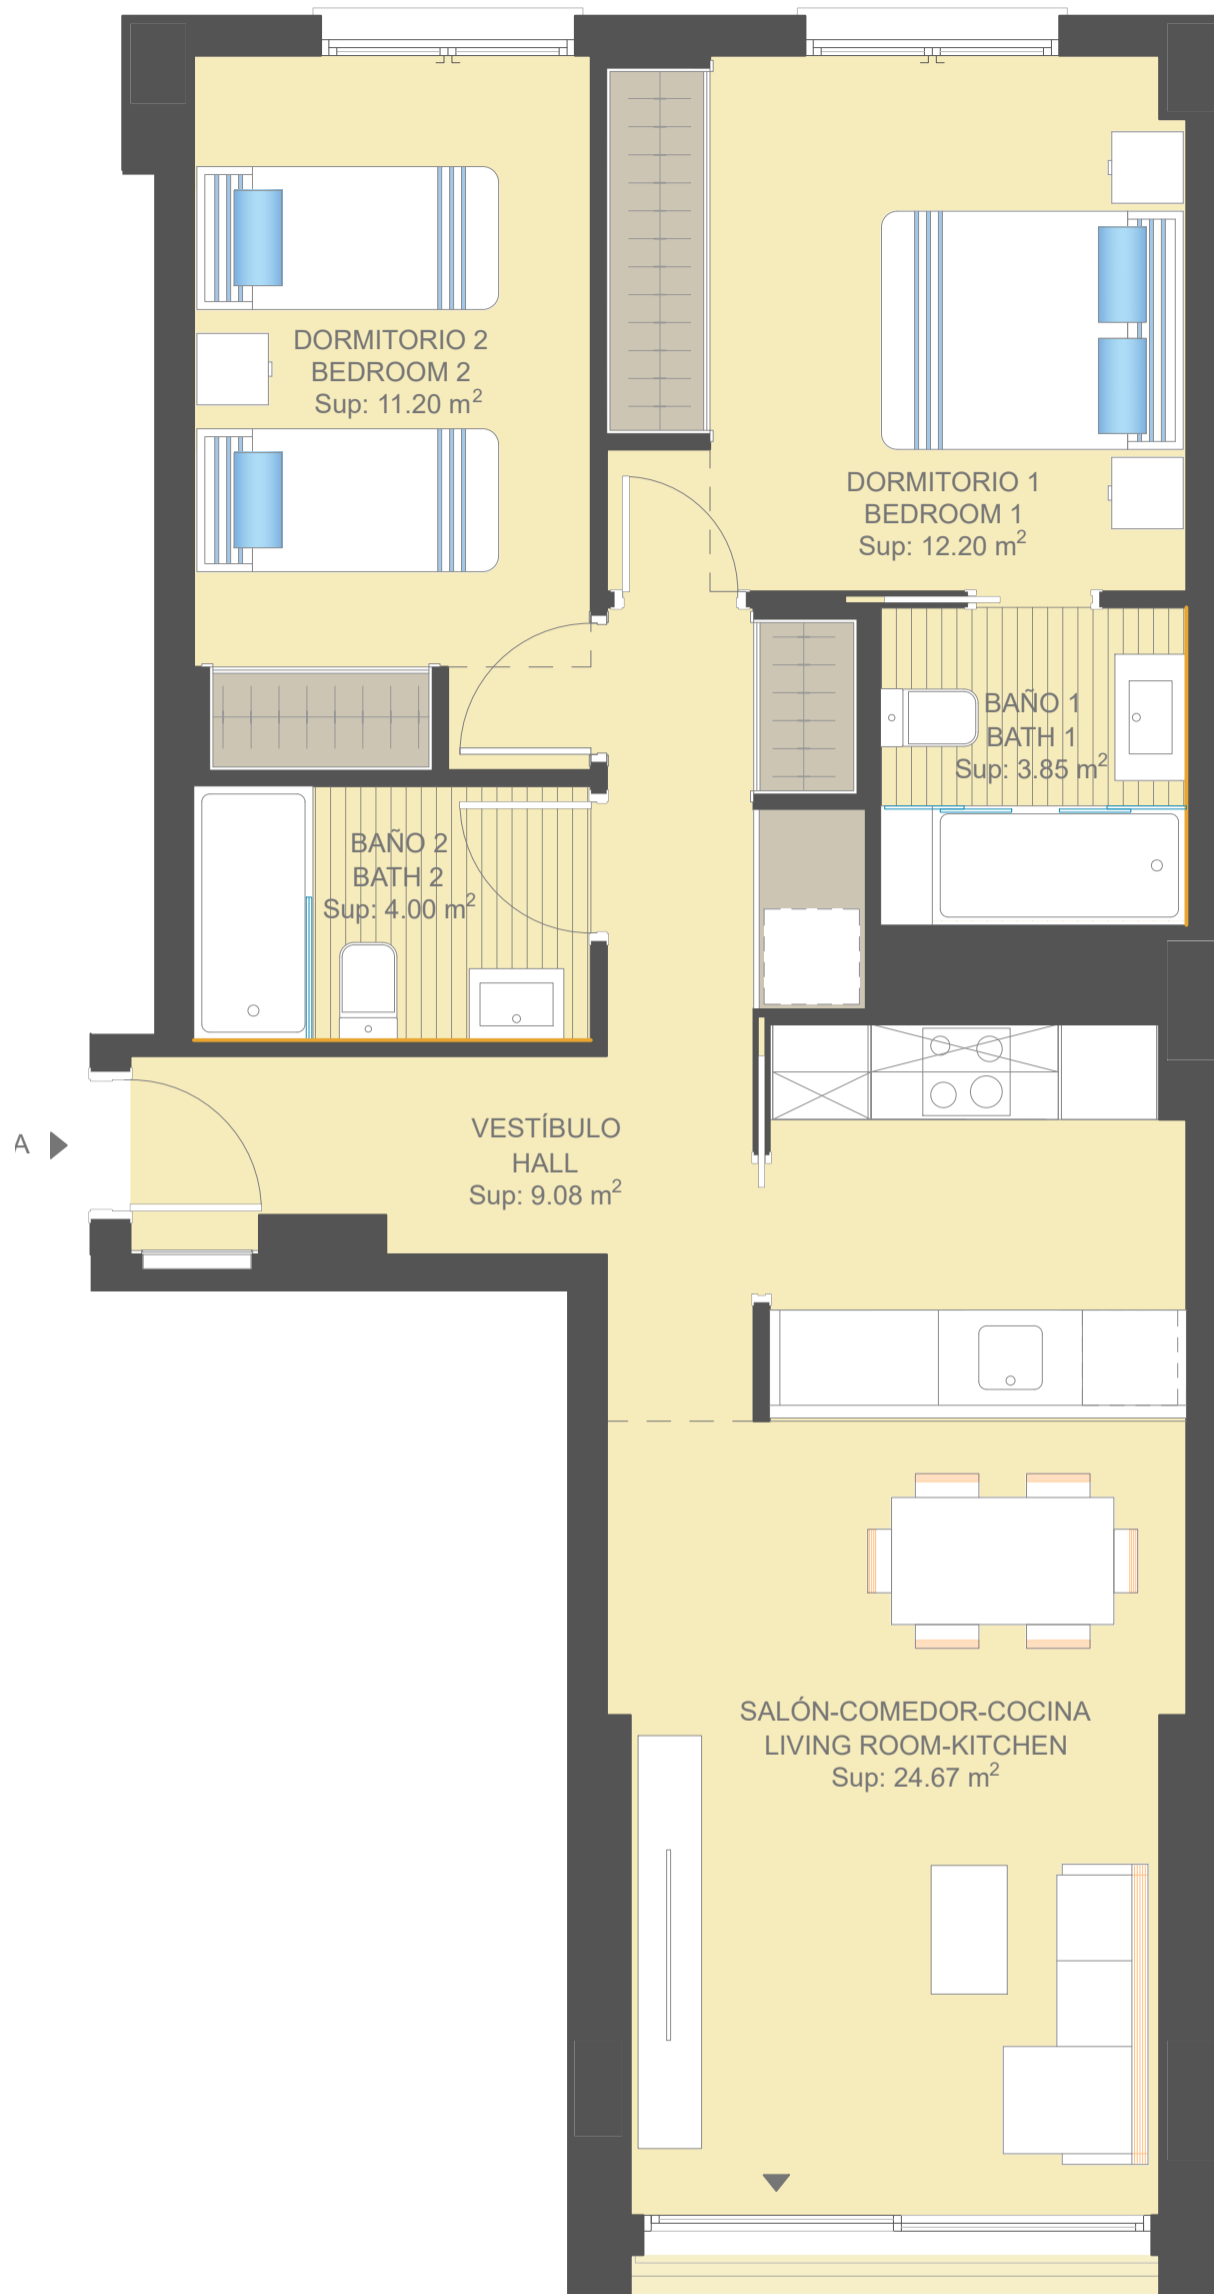 DORMITORIO 2
BEDROOM 2
Sup: 11.20 m²
DORMITORIO 1
BEDROOM 1
Sup: 12.20 m²
BAÑO 1
BATH 1
Sup: 3.85 m²
BAÑO 2
BATH 2
Sup: 4.00 m²
A
VESTÍBULO
HALL
Sup: 9.08 m²
SALÓN-COMEDOR-COCINA
LIVING ROOM-KITCHEN
Sup: 24.67 m²